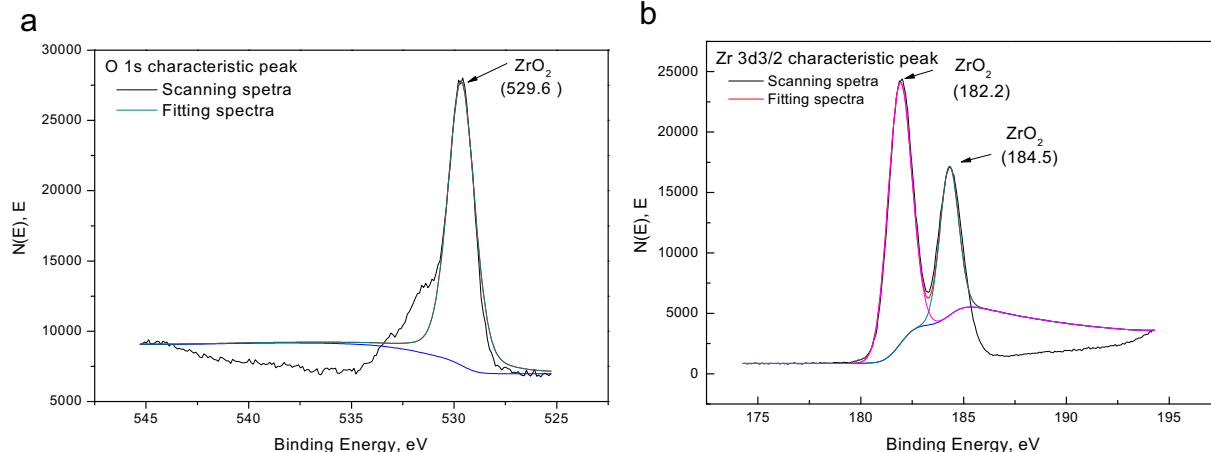 a
O 1s characteristic peak
Scanning spetra
Fitting spectra
ZrO2
(529.6 )
30000
25000
20000
15000
10000
5000
N(E), E
545
540
535
530
525
Binding Energy, eV
b
Zr 3d3/2 characteristic peak
Scanning spetra
Fitting spectra
ZrO2
(182.2)
ZrO2
(184.5)
25000
20000
15000
10000
5000
0
N(E), E
175
180
185
190
195
Binding Energy, eV